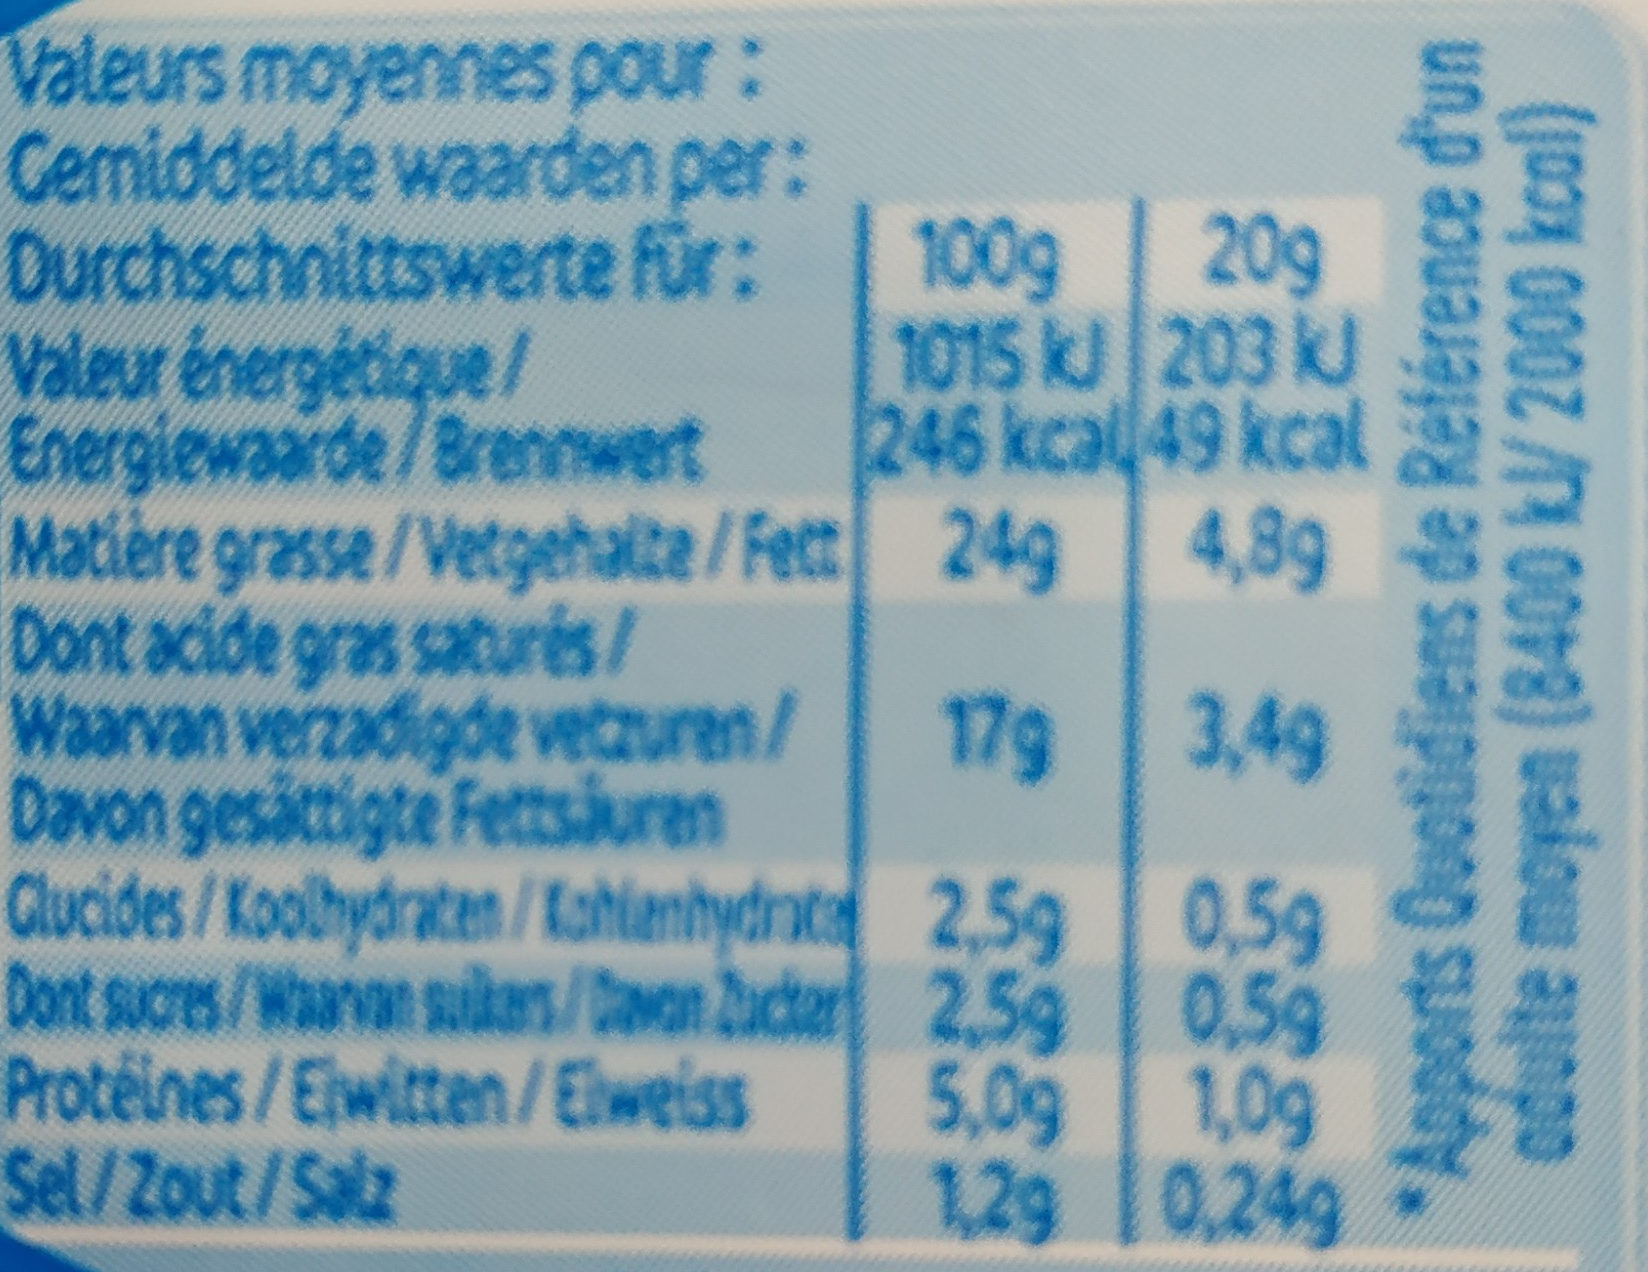 Valeurs moyennes pour :
Gemiddelde waarden per :
Durchschnittswerte für : 100g 20g
Valeur énergétique / 1015 kJ 203 kJ
Energiewaarde / Brennwert 246 kcal 49 kcal
Matière grasse / Vetgehalte / Fett 24g 4,8g
Dont acide gras saturés /
Waarvan verzadigde vetzuren / 17g 3,4g
Davon gesättigte Fettsäuren
Glucides / Koolhydraten / Kohlenhydrate 2,5g 0,5g
Dont sucres / Waarvan suikers / Davon Zucker 2,5g 0,5g
Protéines / Eiwitten / Eiweiss 5,0g 1,0g
Sel / Zout / Salz 1,2g 0,24g
* Apports Quotidiens de Référence d'un
adulte moyen (8400 kJ/ 2000 kcal)